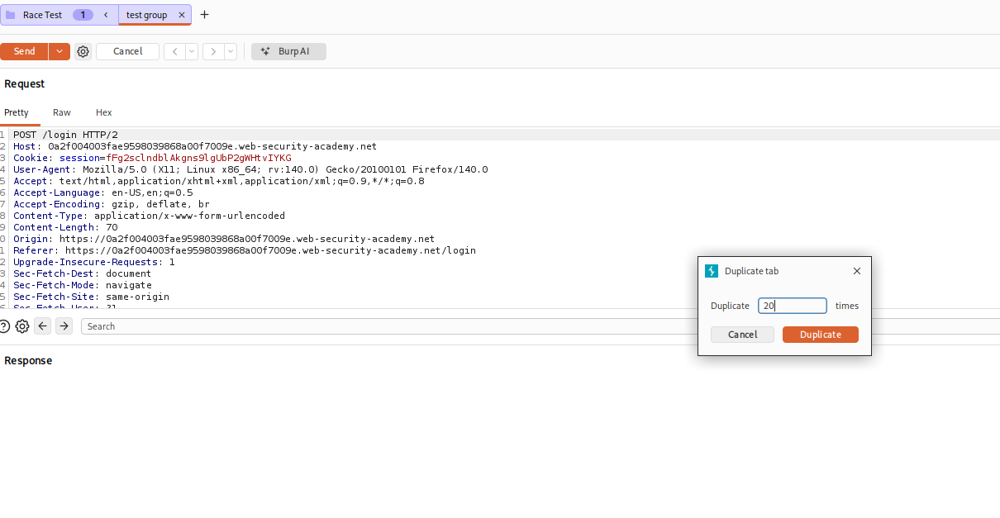 Race Test 1 test group
Send Cancel Burp AI
Request
Pretty Raw Hex
1 POST /login HTTP/2
2 Host: 0a2f004003fae9598039868a00f7009e.web-security-academy.net
3 Cookie: session=fFg2sclndblAkgns9lgUbP2gWHtvIYKG
4 User-Agent: Mozilla/5.0 (X11; Linux x86_64; rv:140.0) Gecko/20100101 Firefox/140.0
5 Accept: text/html,application/xhtml+xml,application/xml;q=0.9,*/*;q=0.8
6 Accept-Language: en-US,en;q=0.5
7 Accept-Encoding: gzip, deflate, br
8 Content-Type: application/x-www-form-urlencoded
9 Content-Length: 70
0 Origin: https://0a2f004003fae9598039868a00f7009e.web-security-academy.net
1 Referer: https://0a2f004003fae9598039868a00f7009e.web-security-academy.net/login
2 Upgrade-Insecure-Requests: 1
3 Sec-Fetch-Dest: document
4 Sec-Fetch-Mode: navigate
5 Sec-Fetch-Site: same-origin
6 Sec-Fetch-User: ?1
Search
Response
Duplicate tab
Duplicate 20 times
Cancel Duplicate